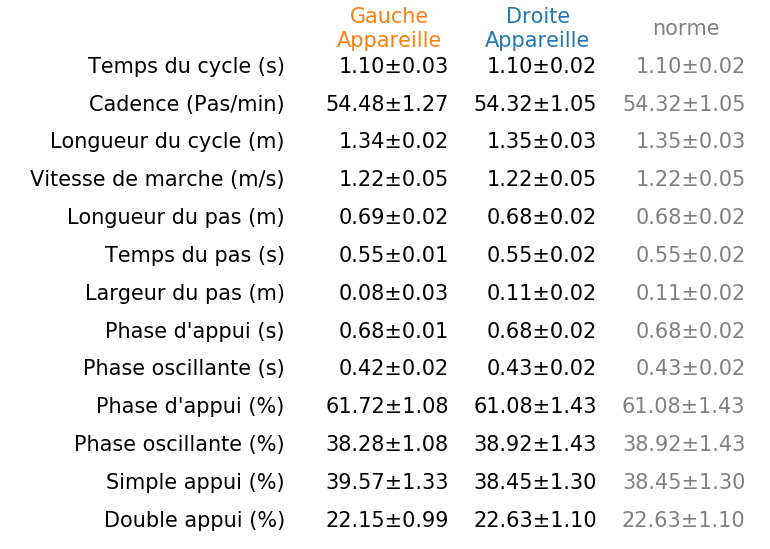 Gauche Droite norme
Appareille Appareille
Temps du cycle (s) 1.10±0.03 1.10±0.02 1.10±0.02
Cadence (Pas/min) 54.48±1.27 54.32±1.05 54.32±1.05
Longueur du cycle (m) 1.34±0.02 1.35±0.03 1.35±0.03
Vitesse de marche (m/s) 1.22±0.05 1.22±0.05 1.22±0.05
Longueur du pas (m) 0.69±0.02 0.68±0.02 0.68±0.02
Temps du pas (s) 0.55±0.01 0.55±0.02 0.55±0.02
Largeur du pas (m) 0.08±0.03 0.11±0.02 0.11±0.02
Phase d'appui (s) 0.68±0.01 0.68±0.02 0.68±0.02
Phase oscillante (s) 0.42±0.02 0.43±0.02 0.43±0.02
Phase d'appui (%) 61.72±1.08 61.08±1.43 61.08±1.43
Phase oscillante (%) 38.28±1.08 38.92±1.43 38.92±1.43
Simple appui (%) 39.57±1.33 38.45±1.30 38.45±1.30
Double appui (%) 22.15±0.99 22.63±1.10 22.63±1.10